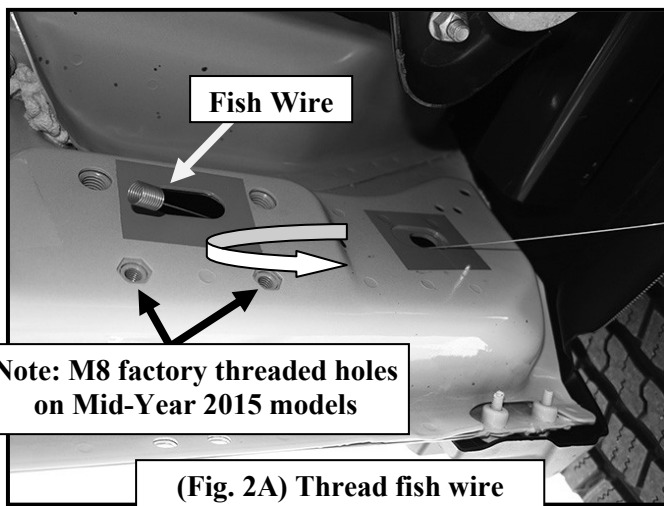 Fish Wire
Note: M8 factory threaded holes
on Mid-Year 2015 models
(Fig. 2A) Thread fish wire